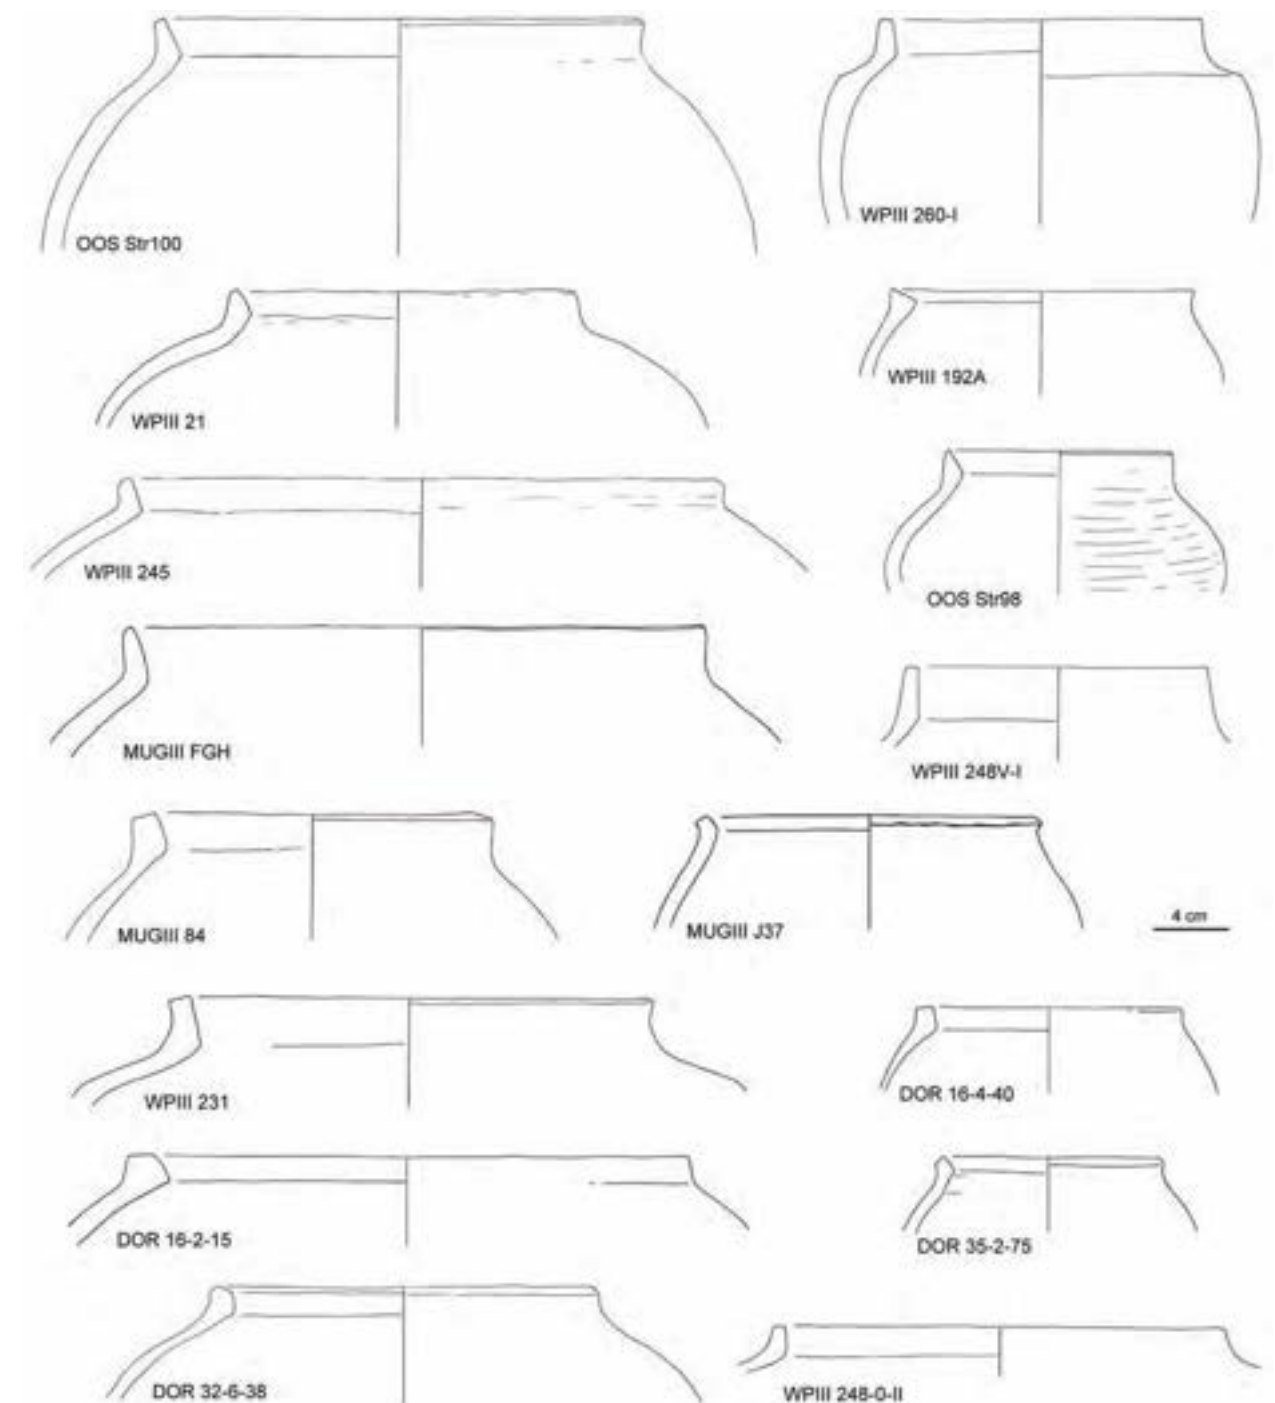 OOS Str100
WPIII 260-I
WPIII 21
WPIII 192A
WPIII 245
OOS Str98
MUGIII FGH
WPIII 248V-I
MUGIII 84
MUGIII J37
4 cm
WPIII 231
DOR 16-4-40
DOR 16-2-15
DOR 35-2-75
DOR 32-6-38
WPIII 248-0-II